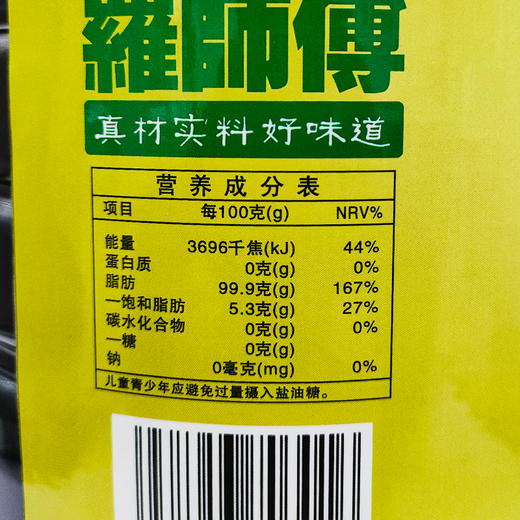 羅師傅
真材实料好味道
营养成分表
项目 每100克(g) NRV%
能量 3696千焦(kJ) 44%
蛋白质 0克(g) 0%
脂肪 99.9克(g) 167%
—饱和脂肪 5.3克(g) 27%
碳水化合物 0克(g) 0%
—糖 0克(g)
钠 0毫克(mg) 0%
儿童青少年应避免过量摄入盐油糖。